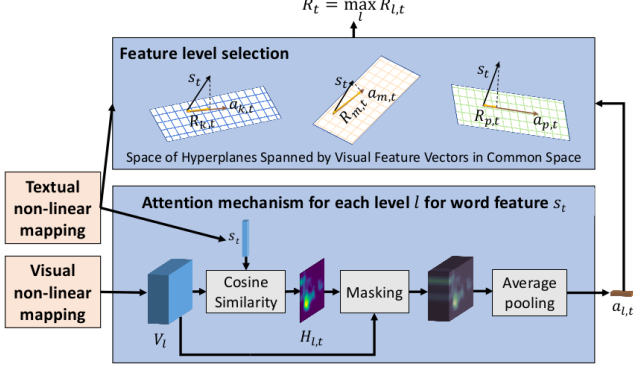 R_t = max_l R_{l,t}
Feature level selection
s_t
a_{k,t}
R_{k,t}
s_t
a_{m,t}
R_{m,t}
s_t
R_{p,t}
a_{p,t}
Space of Hyperplanes Spanned by Visual Feature Vectors in Common Space
Textual
non-linear
mapping
Attention mechanism for each level l for word feature s_t
s_t
Visual
non-linear
mapping
Cosine
Similarity
Masking
Average
pooling
V_l
H_{l,t}
a_{l,t}